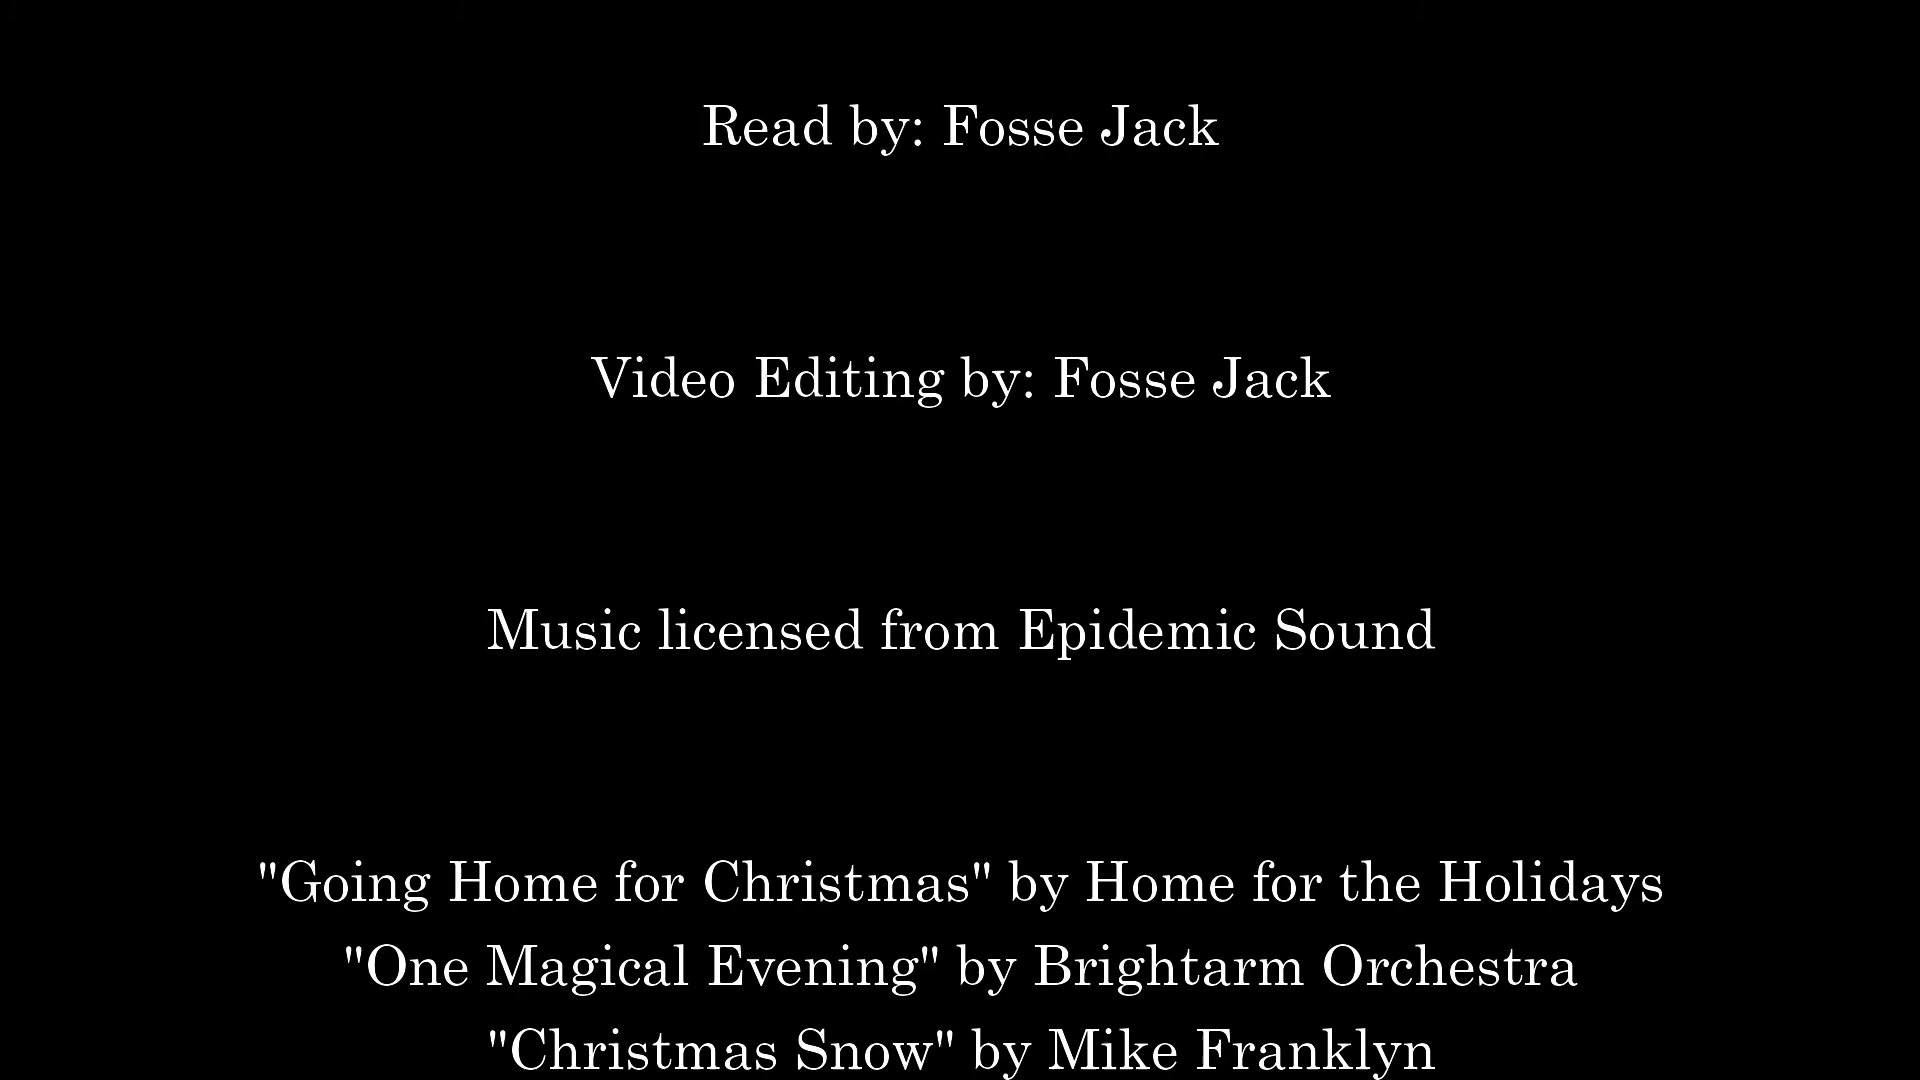 Read by: Fosse Jack
Video Editing by: Fosse Jack
Music licensed from Epidemic Sound
"Going Home for Christmas" by Home for the Holidays
"One Magical Evening" by Brightarm Orchestra
"Christmas Snow" by Mike Franklyn